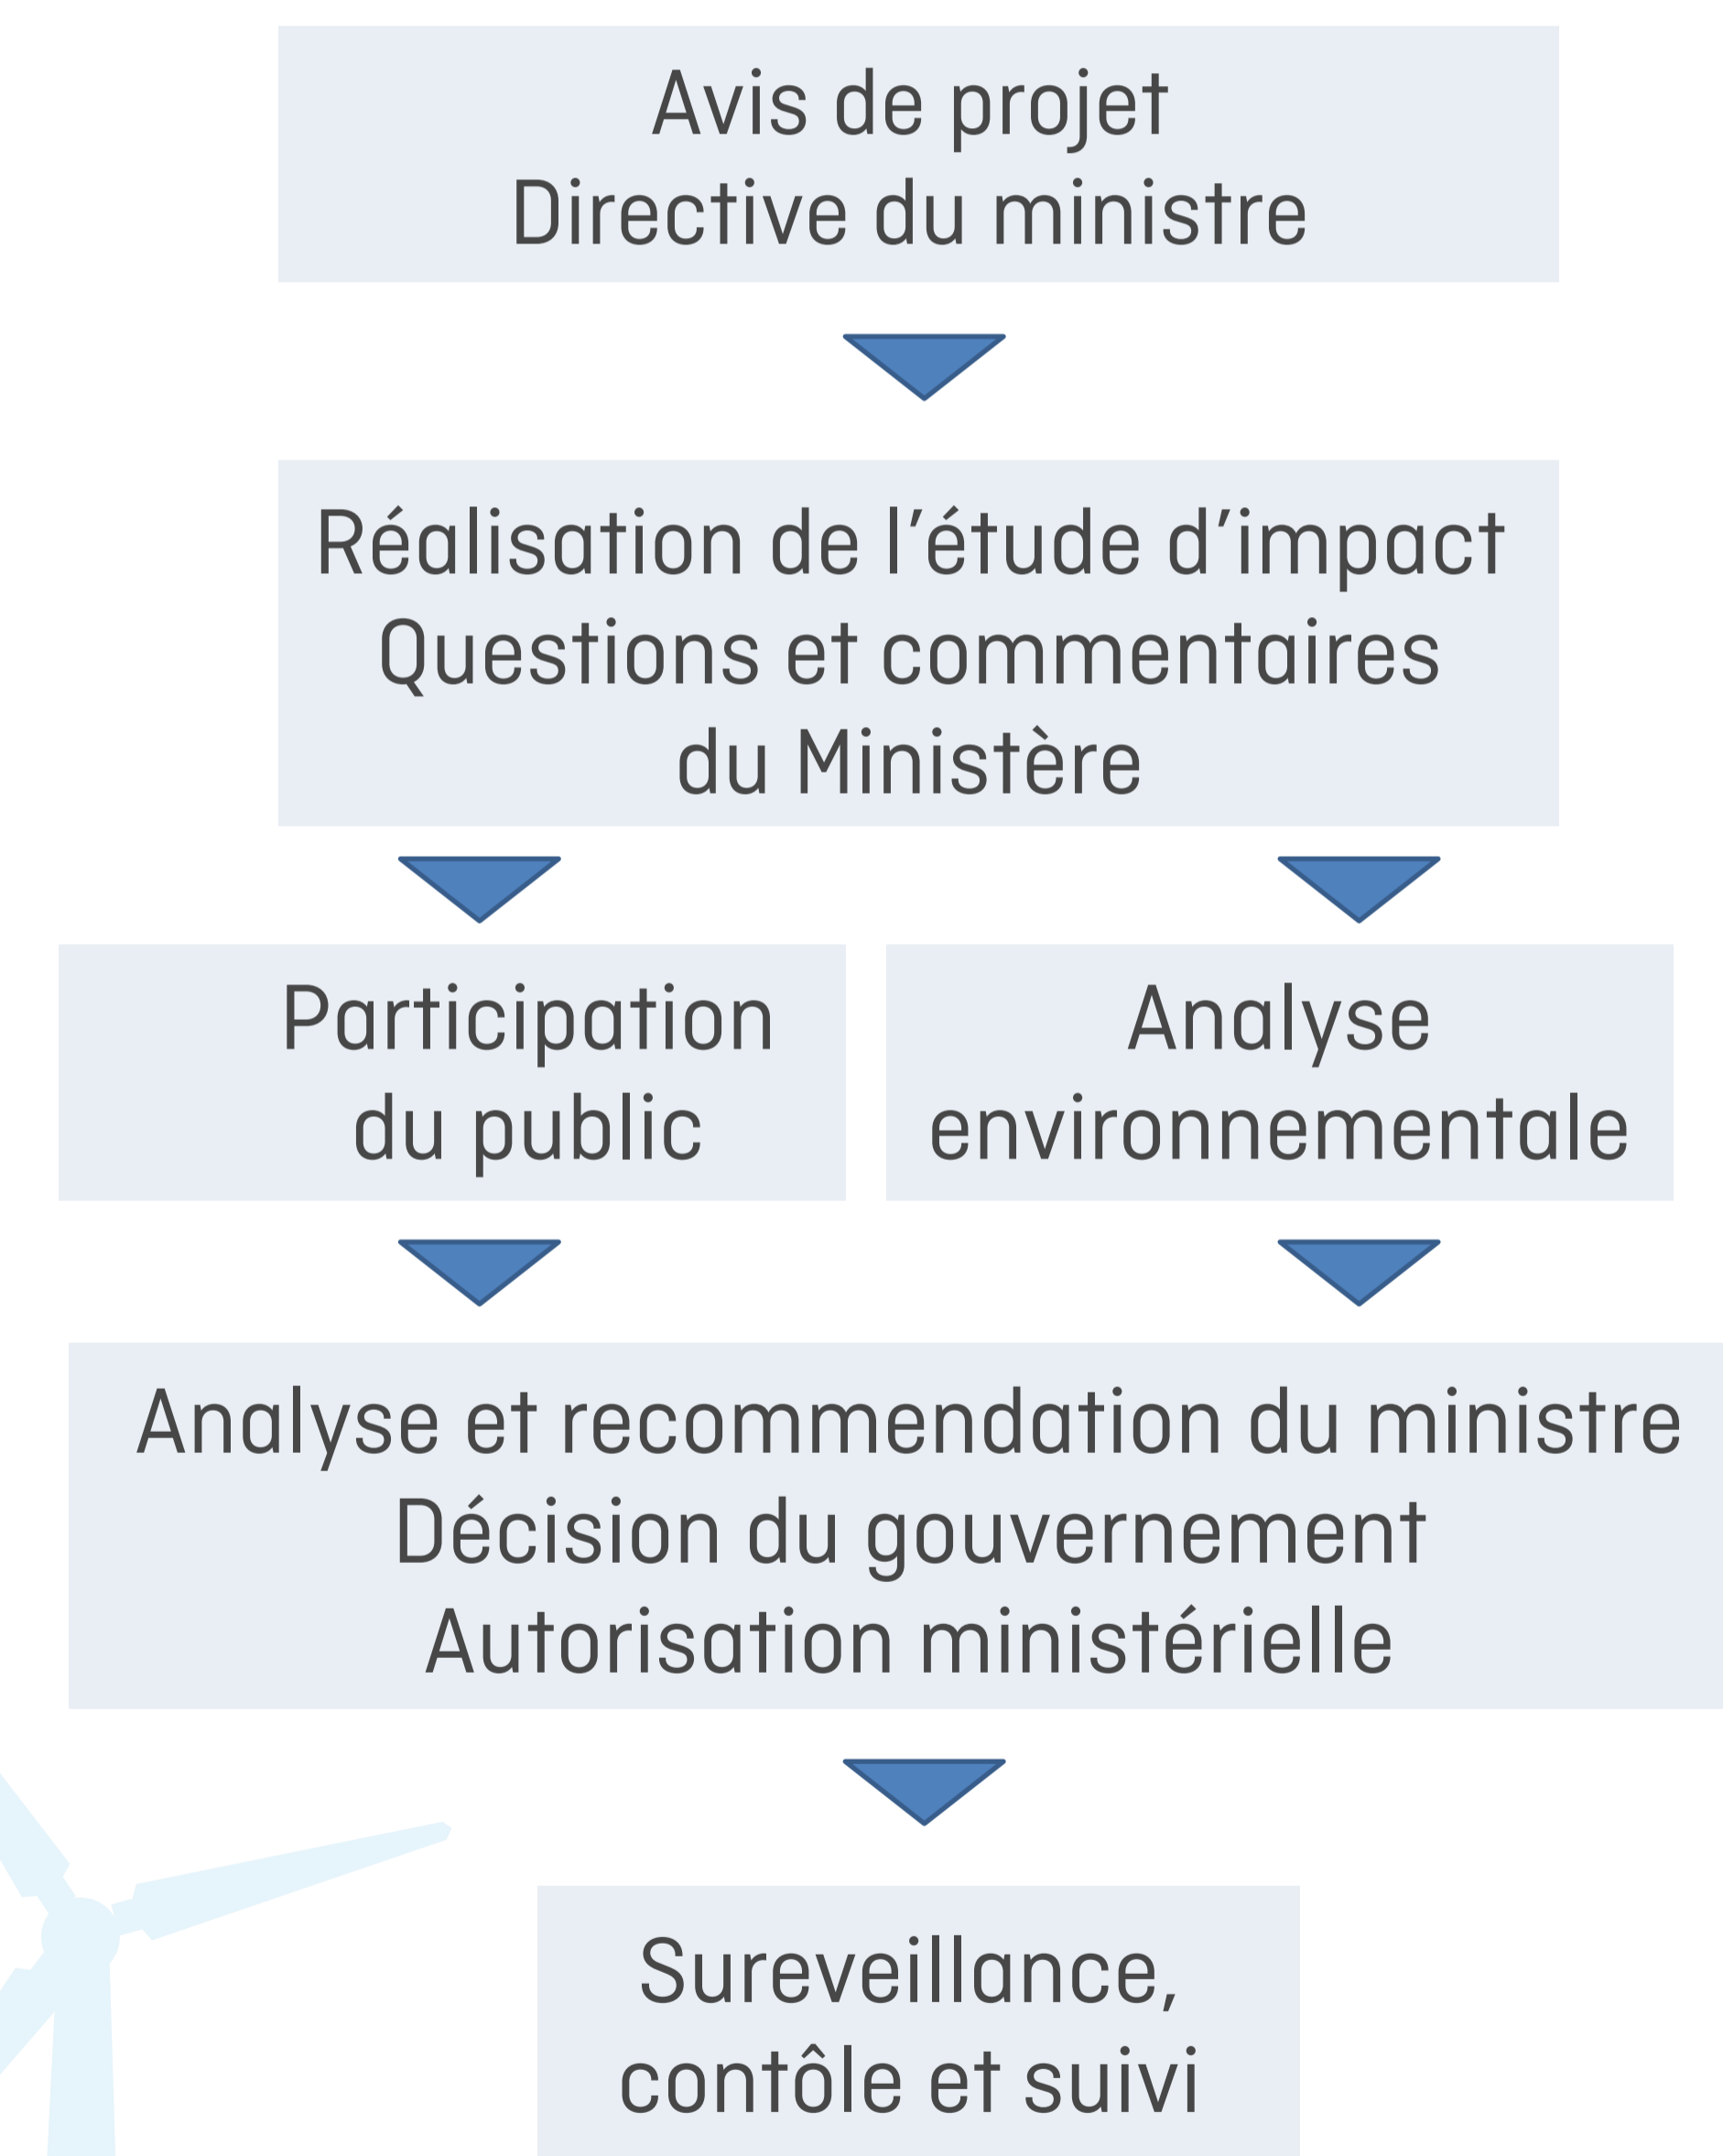 Avis de projet
Directive du ministre
Réalisation de l’étude d’impact
Questions et commentaires
du Ministère
Participation
du public
Analyse
environnementale
Analyse et recommendation du ministre
Décision du gouvernement
Autorisation ministérielle
Sureveillance,
contôle et suivi